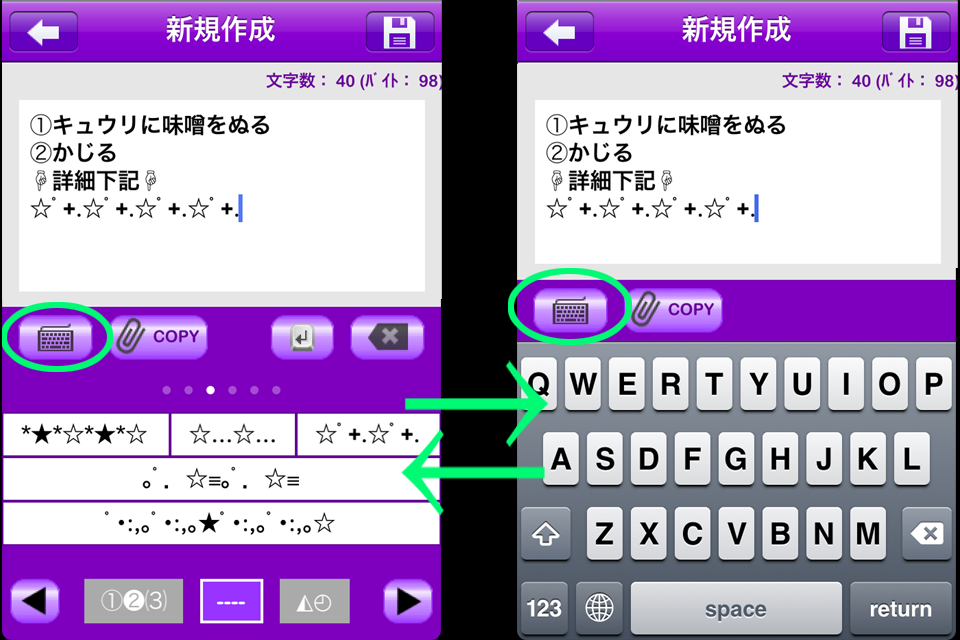 新規作成
文字数： 40 (ﾊﾞｲﾄ： 98)
①キュウリに味噌をぬる
②かじる
☟詳細下記☟
☆ﾟ+.☆ﾟ+.☆ﾟ+.☆ﾟ+.
COPY
*★*☆*★*☆
☆…☆…
☆ﾟ+.☆ﾟ+.
｡ﾟ．☆≡｡ﾟ．☆≡
ﾟ･:,｡ﾟ･:,｡★ﾟ･:,｡ﾟ･:,｡☆
①❷⑶
----
◭◴
新規作成
文字数： 40 (ﾊﾞｲﾄ： 98)
①キュウリに味噌をぬる
②かじる
☟詳細下記☟
☆ﾟ+.☆ﾟ+.☆ﾟ+.☆ﾟ+.
COPY
Q W E R T Y U I O P
A S D F G H J K L
Z X C V B N M
123 space return